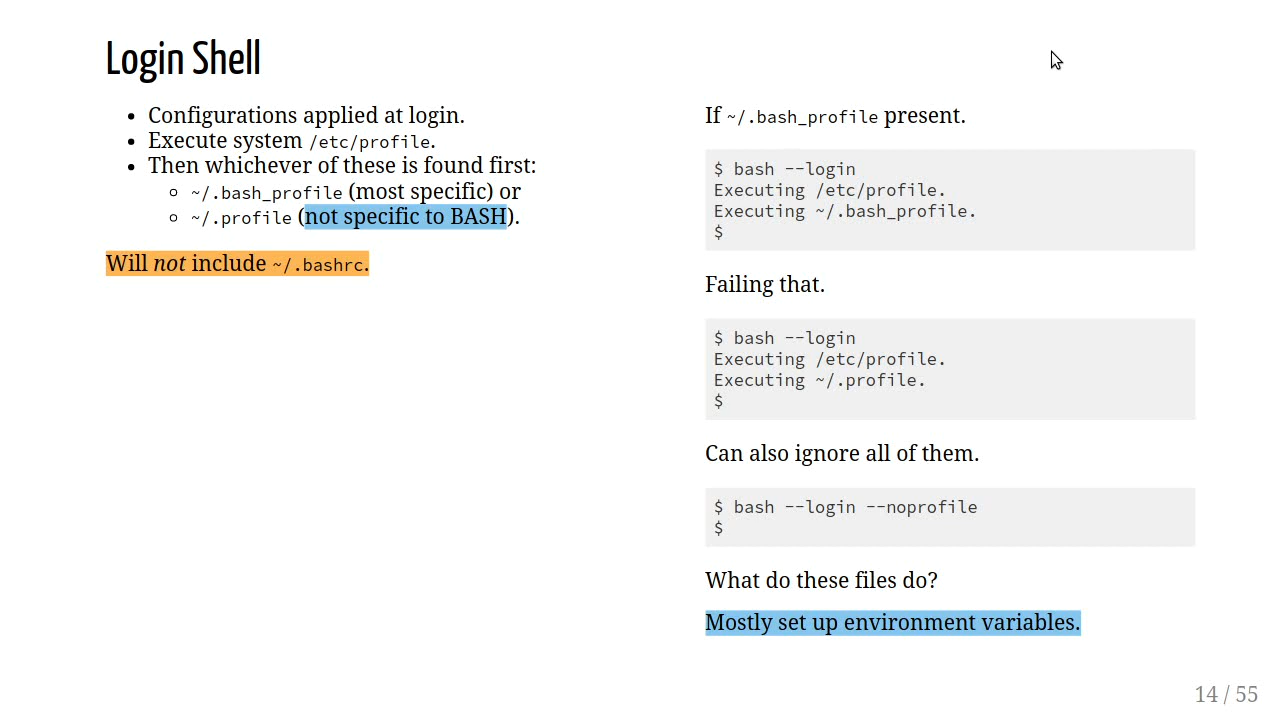 Login Shell
Configurations applied at login.
Execute system /etc/profile.
Then whichever of these is found first:
~/.bash_profile (most specific) or
~/.profile (not specific to BASH).
Will not include ~/.bashrc.
If ~/.bash_profile present.
$ bash --login
Executing /etc/profile.
Executing ~/.bash_profile.
$
Failing that.
$ bash --login
Executing /etc/profile.
Executing ~/.profile.
$
Can also ignore all of them.
$ bash --login --noprofile
$
What do these files do?
Mostly set up environment variables.
14 / 55